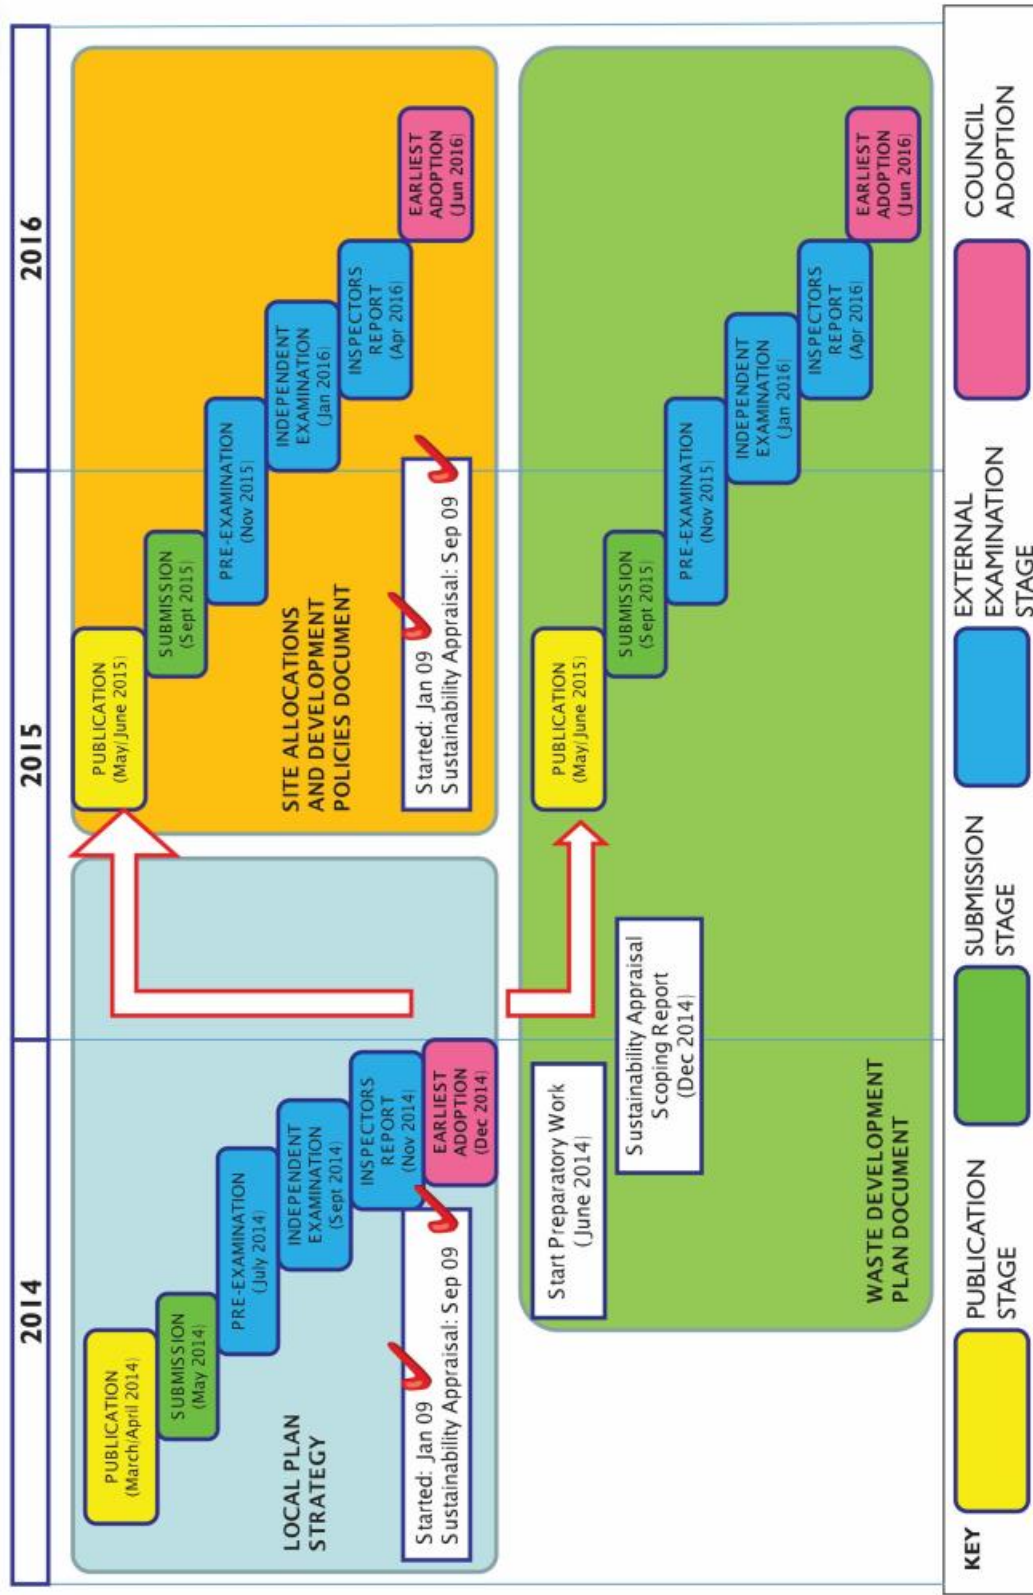 2014
2015
2016
PUBLICATION
(March/April 2014)
SUBMISSION
(May 2014)
PRE-EXAMINATION
(July 2014)
INDEPENDENT
EXAMINATION
(Sept 2014)
INSPECTORS
REPORT
(Nov 2014)
EARLIEST
ADOPTION
(Dec 2014)
LOCAL PLAN
STRATEGY
Started: Jan 09
Sustainability Appraisal: Sep 09
PUBLICATION
(May/June 2015)
SUBMISSION
(Sept 2015)
PRE-EXAMINATION
(Nov 2015)
INDEPENDENT
EXAMINATION
(Jan 2016)
INSPECTORS
REPORT
(Apr 2016)
EARLIEST
ADOPTION
(Jun 2016)
SITE ALLOCATIONS
AND DEVELOPMENT
POLICIES DOCUMENT
Started: Jan 09
Sustainability Appraisal: Sep 09
Start Preparatory Work
(June 2014)
Sustainability Appraisal
Scoping Report
(Dec 2014)
PUBLICATION
(May/June 2015)
SUBMISSION
(Sept 2015)
PRE-EXAMINATION
(Nov 2015)
INDEPENDENT
EXAMINATION
(Jan 2016)
INSPECTORS
REPORT
(Apr 2016)
EARLIEST
ADOPTION
(Jun 2016)
WASTE DEVELOPMENT
PLAN DOCUMENT
KEY
PUBLICATION
STAGE
SUBMISSION
STAGE
EXTERNAL
EXAMINATION
STAGE
COUNCIL
ADOPTION